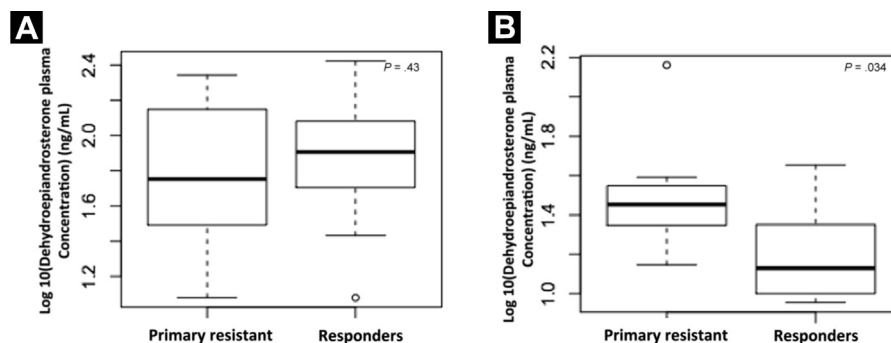 A
Log 10(Dehydroepiandrosterone plasma
Concentration) (ng/mL)
2.4
2.0
1.6
1.2
P = .43
Primary resistant
Responders
B
Log 10(Dehydroepiandrosterone plasma
Concentration) (ng/mL)
2.2
1.8
1.4
1.0
P = .034
Primary resistant
Responders